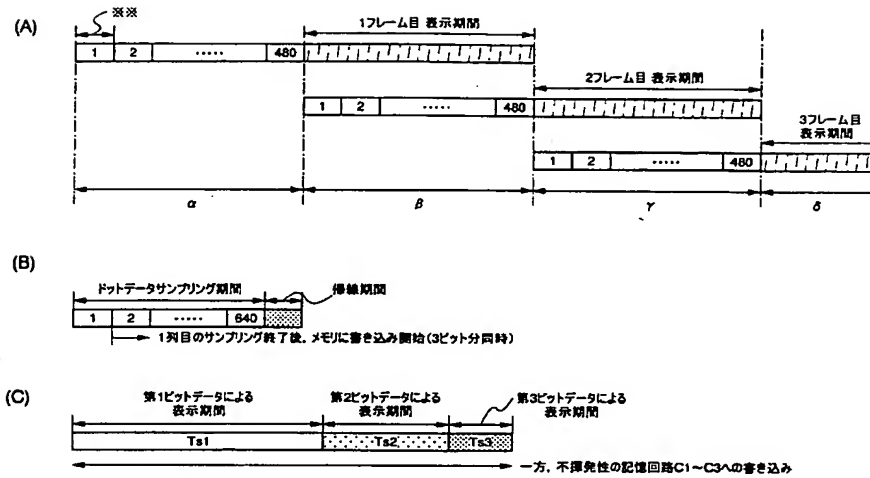 (A)
※※
1フレーム目 表示期間
1 2 ····· 480
2フレーム目 表示期間
1 2 ····· 480
3フレーム目
表示期間
1 2 ····· 480
α β γ δ
(B)
ドットデータサンプリング期間
帰線期間
1 2 ····· 640
1列目のサンプリング終了後、メモリに書き込み開始(3ビット分同時)
(C)
第1ビットデータによる
表示期間
第2ビットデータによる
表示期間
第3ビットデータによる
表示期間
Ts1 Ts2 Ts3
一方、不揮発性の記憶回路C1〜C3への書き込み